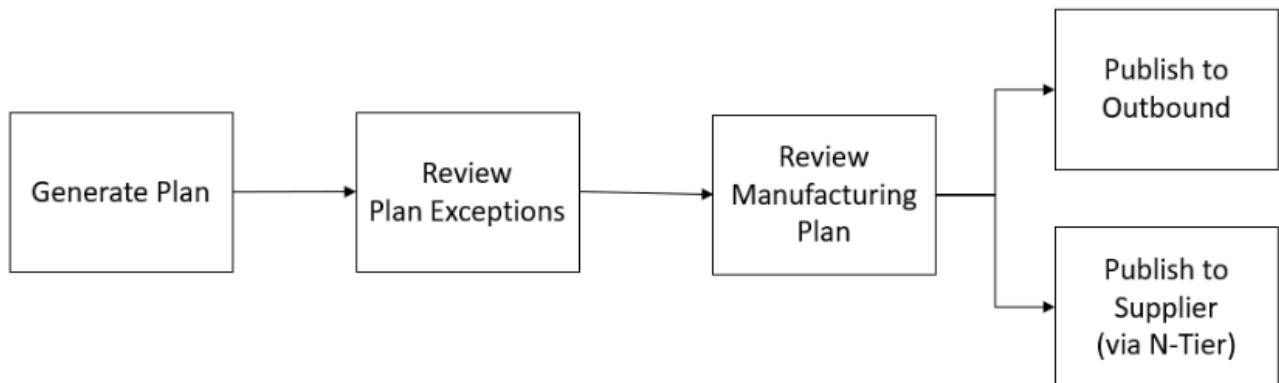 Generate Plan
Review
Plan Exceptions
Review
Manufacturing
Plan
Publish to
Outbound
Publish to
Supplier
(via N-Tier)